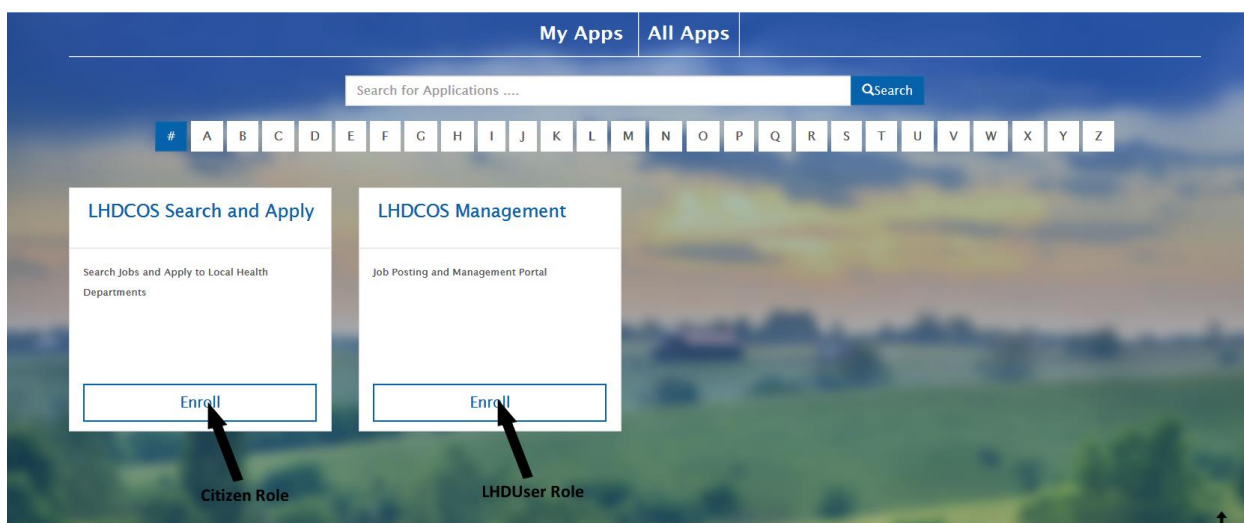 My Apps All Apps
Search for Applications ....
Search
# A B C D E F G H I J K L M N O P Q R S T U V W X Y Z
LHDCOS Search and Apply
Search Jobs and Apply to Local Health
Departments
Enroll
Citizen Role
LHDCOS Management
Job Posting and Management Portal
Enroll
LHDUser Role